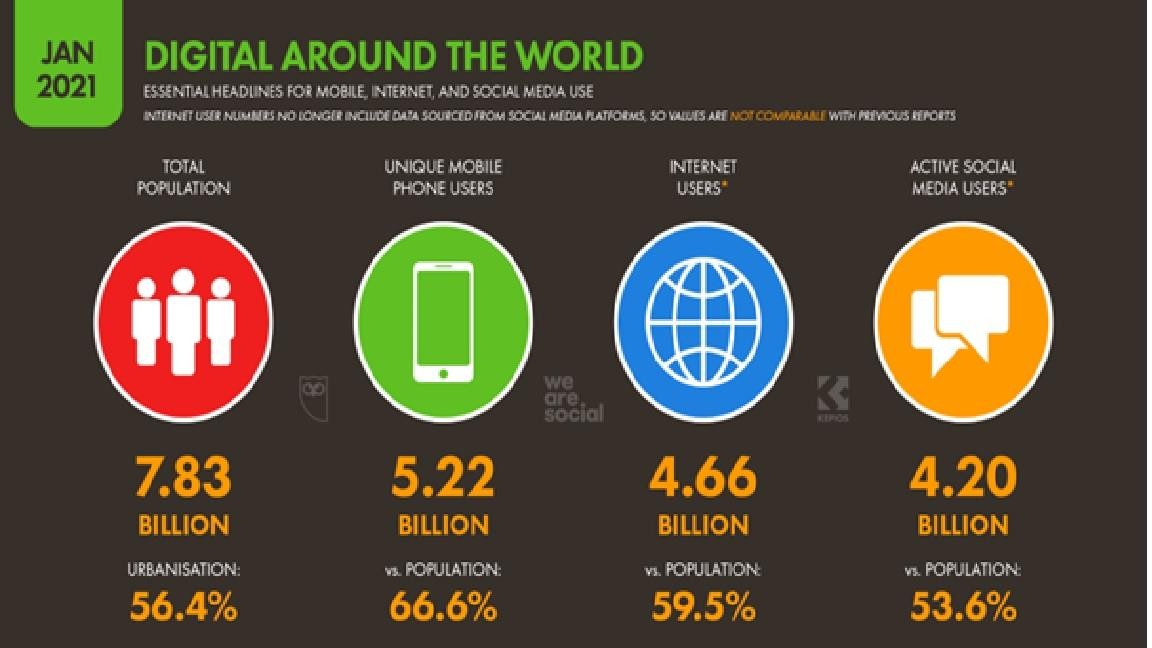 JAN
2021
DIGITAL AROUND THE WORLD
ESSENTIAL HEADLINES FOR MOBILE, INTERNET, AND SOCIAL MEDIA USE
INTERNET USER NUMBERS NO LONGER INCLUDE DATA SOURCED FROM SOCIAL MEDIA PLATFORMS, SO VALUES ARE NOT COMPARABLE WITH PREVIOUS REPORTS
TOTAL
POPULATION
UNIQUE MOBILE
PHONE USERS
INTERNET
USERS*
ACTIVE SOCIAL
MEDIA USERS*
we
are
social
KEPIOS
7.83
BILLION
URBANISATION:
56.4%
5.22
BILLION
vs. POPULATION:
66.6%
4.66
BILLION
vs. POPULATION:
59.5%
4.20
BILLION
vs. POPULATION:
53.6%